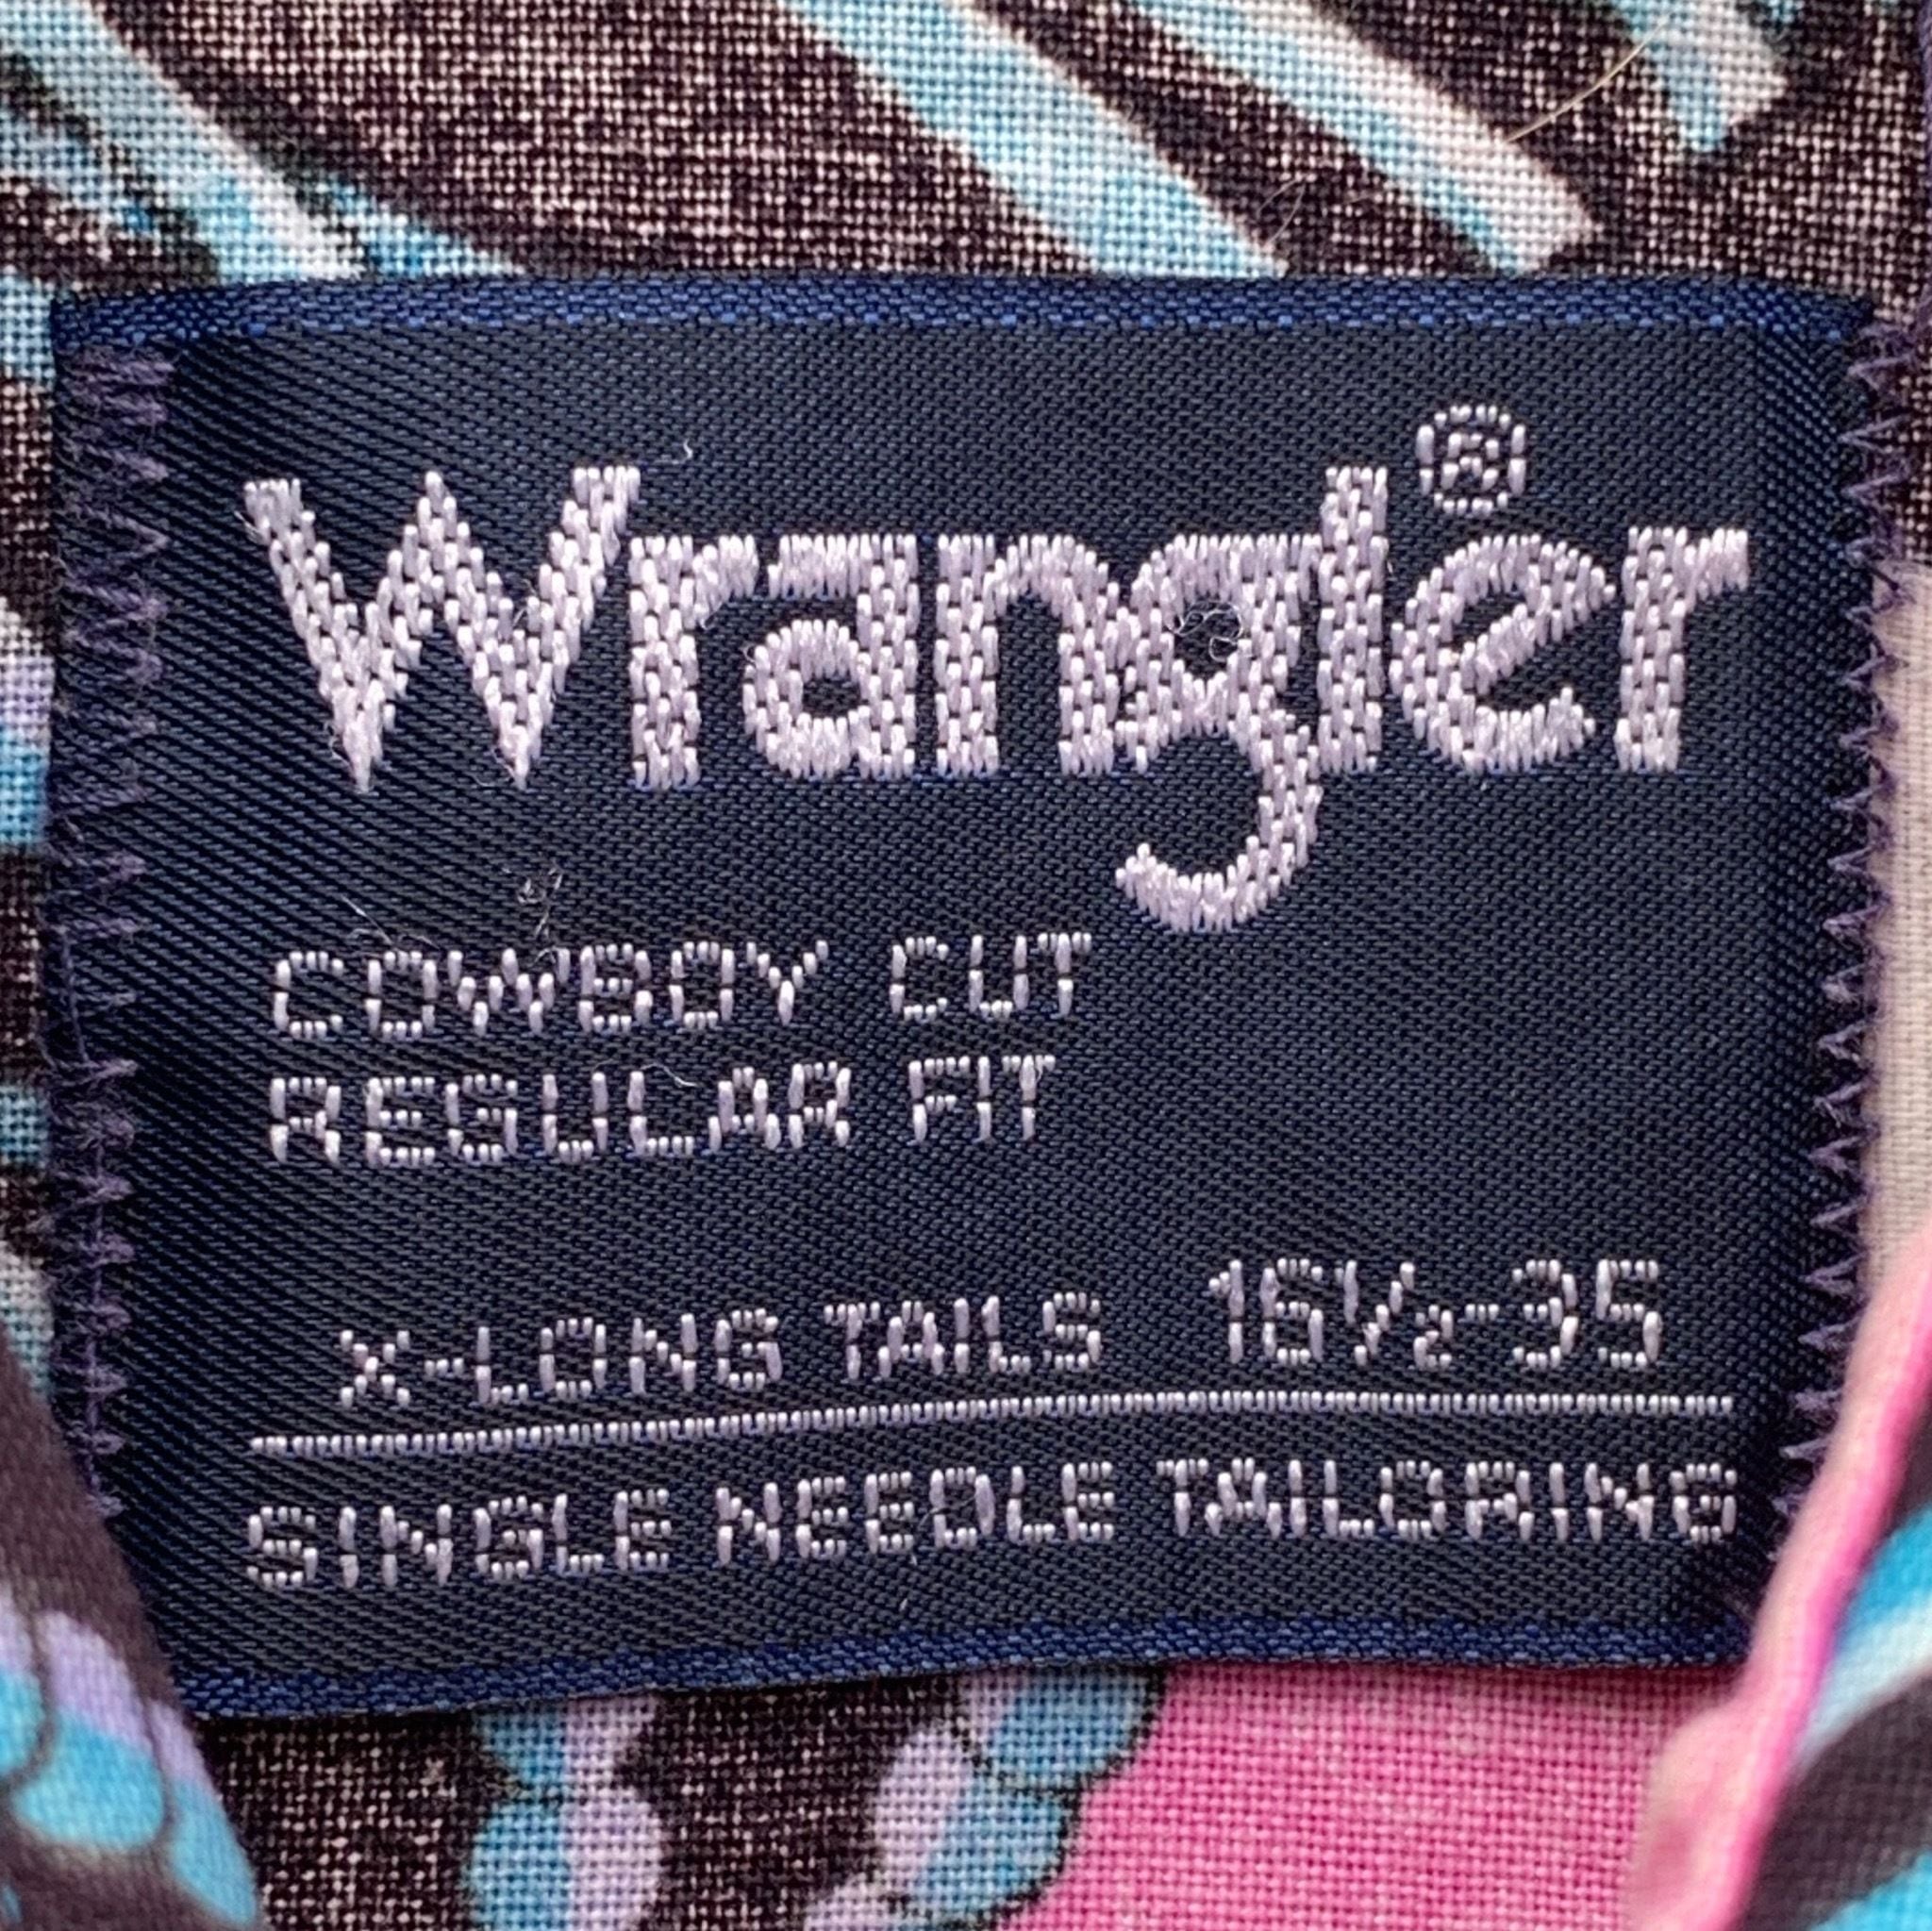 Wrangler®
COWBOY CUT
REGULAR FIT
X-LONG TAILS 16½-35
SINGLE NEEDLE TAILORING